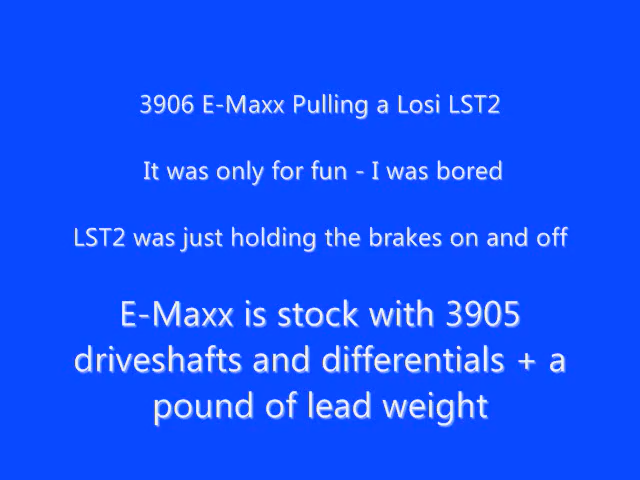 3906 E-Maxx Pulling a Losi LST2
It was only for fun - I was bored
LST2 was just holding the brakes on and off
E-Maxx is stock with 3905
driveshafts and differentials + a
pound of lead weight